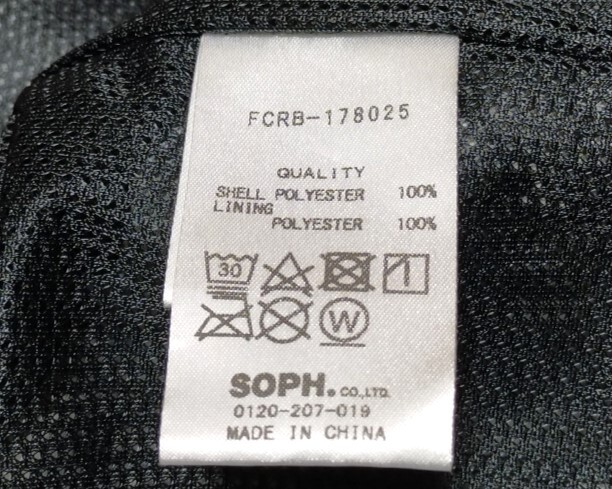 FCRB-178025
QUALITY
SHELL POLYESTER 100%
LINING
POLYESTER 100%
30
W
SOPH. CO.,LTD.
0120-207-019
MADE IN CHINA